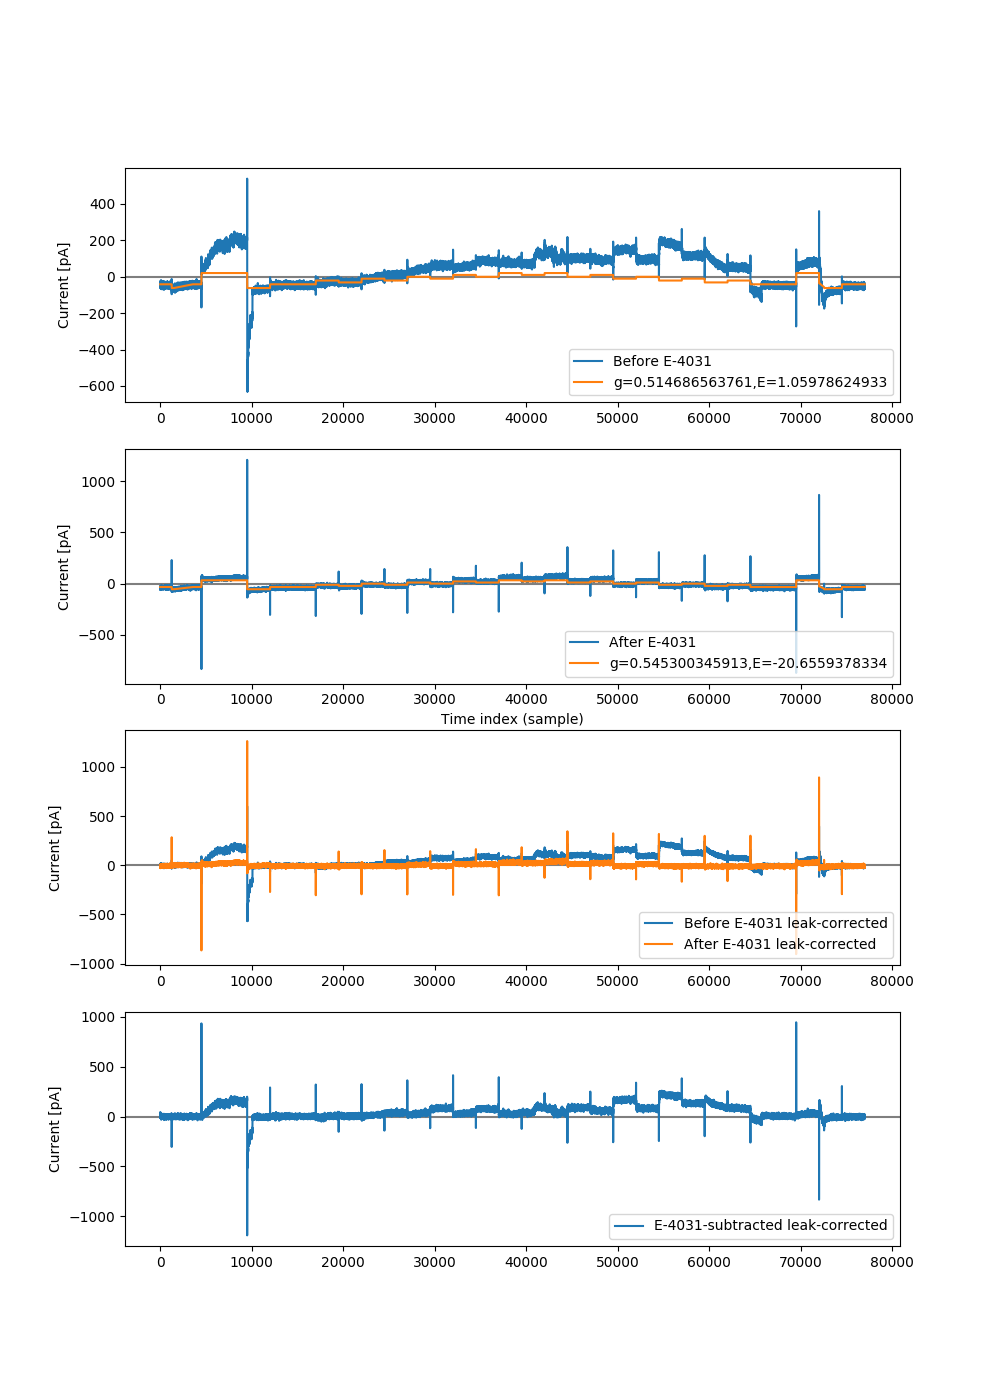 400
200
0
−200
−400
−600
Current [pA]
Before E-4031
g=0.514686563761,E=1.05978624933
0 10000 20000 30000 40000 50000 60000 70000 80000
1000
500
0
−500
Current [pA]
After E-4031
g=0.545300345913,E=-20.6559378334
0 10000 20000 30000 40000 50000 60000 70000 80000
Time index (sample)
1000
500
0
−500
−1000
Current [pA]
Before E-4031 leak-corrected
After E-4031 leak-corrected
0 10000 20000 30000 40000 50000 60000 70000 80000
1000
500
0
−500
−1000
Current [pA]
E-4031-subtracted leak-corrected
0 10000 20000 30000 40000 50000 60000 70000 80000